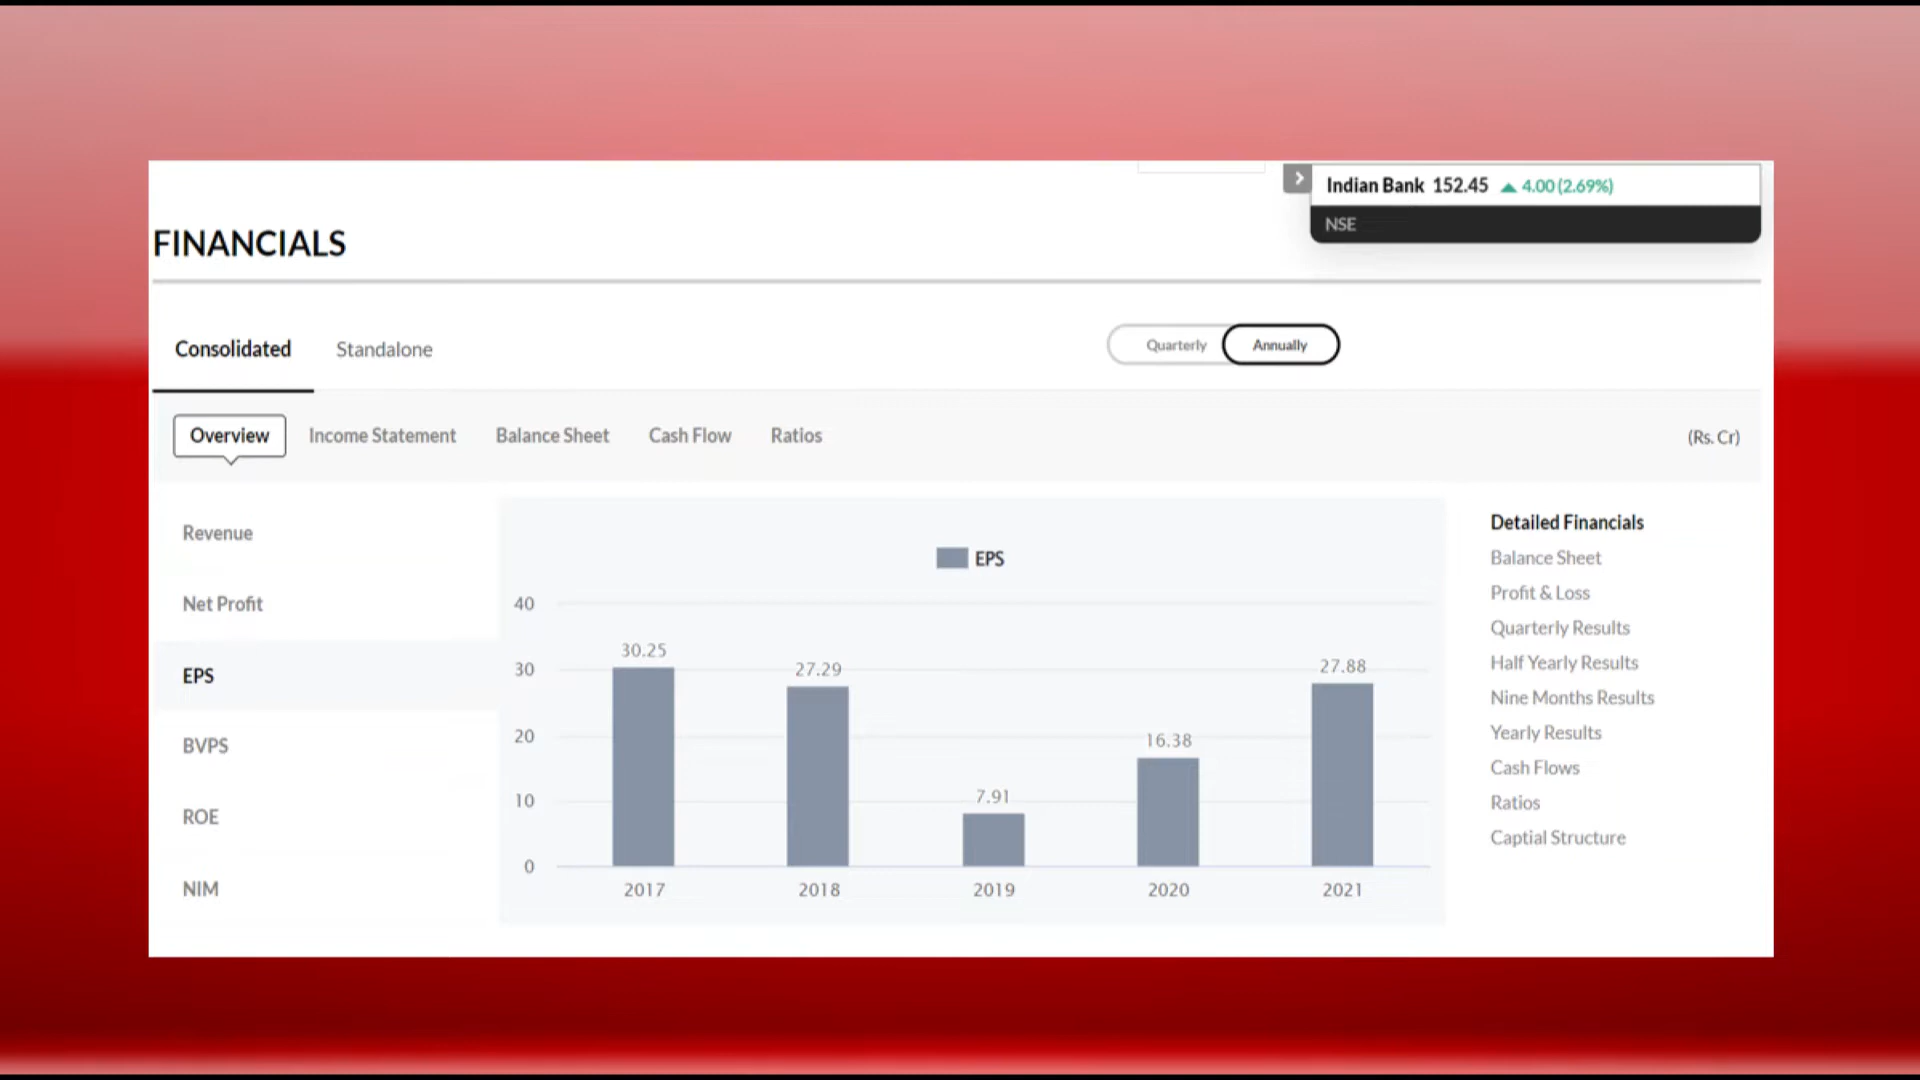 Indian Bank 152.45 ▲ 4.00 (2.69%)
NSE
FINANCIALS
Consolidated Standalone
Quarterly Annually
Overview Income Statement Balance Sheet Cash Flow Ratios
(Rs. Cr)
Revenue
Net Profit
EPS
BVPS
ROE
NIM
EPS
40
30
20
10
0
30.25
27.29
7.91
16.38
27.88
2017 2018 2019 2020 2021
Detailed Financials
Balance Sheet
Profit & Loss
Quarterly Results
Half Yearly Results
Nine Months Results
Yearly Results
Cash Flows
Ratios
Captial Structure